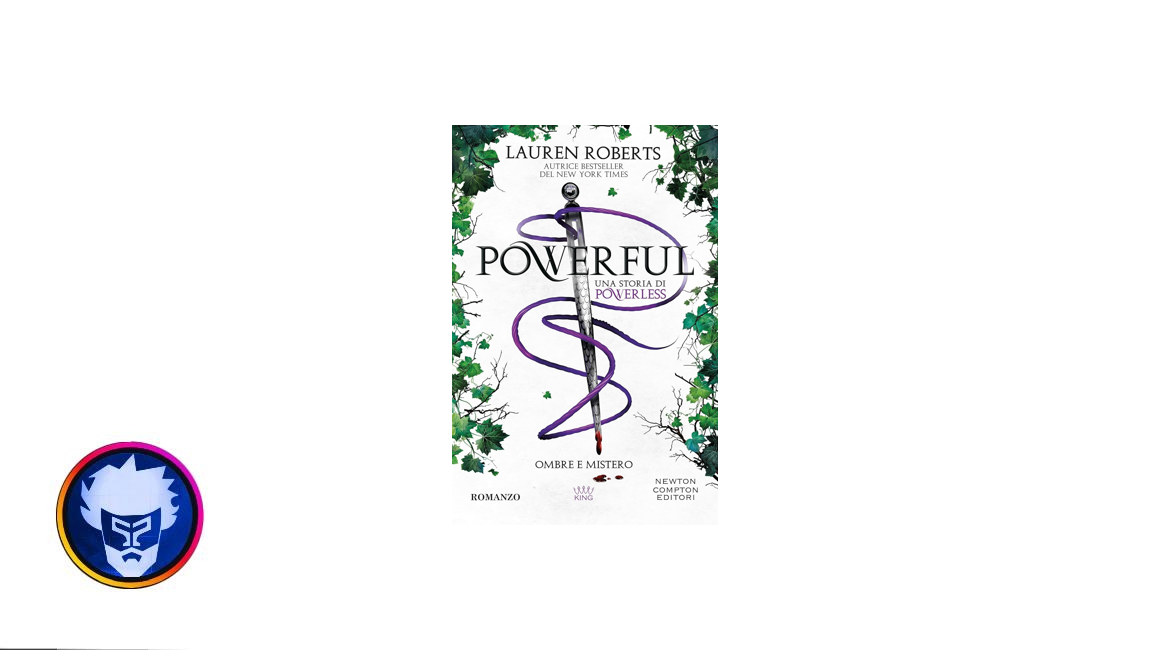 LAUREN ROBERTS
AUTRICE BESTSELLER
DEL NEW YORK TIMES
POWERFUL
UNA STORIA DI
POWERLESS
OMBRE E MISTERO
ROMANZO
KING
NEWTON
COMPTON
EDITORI